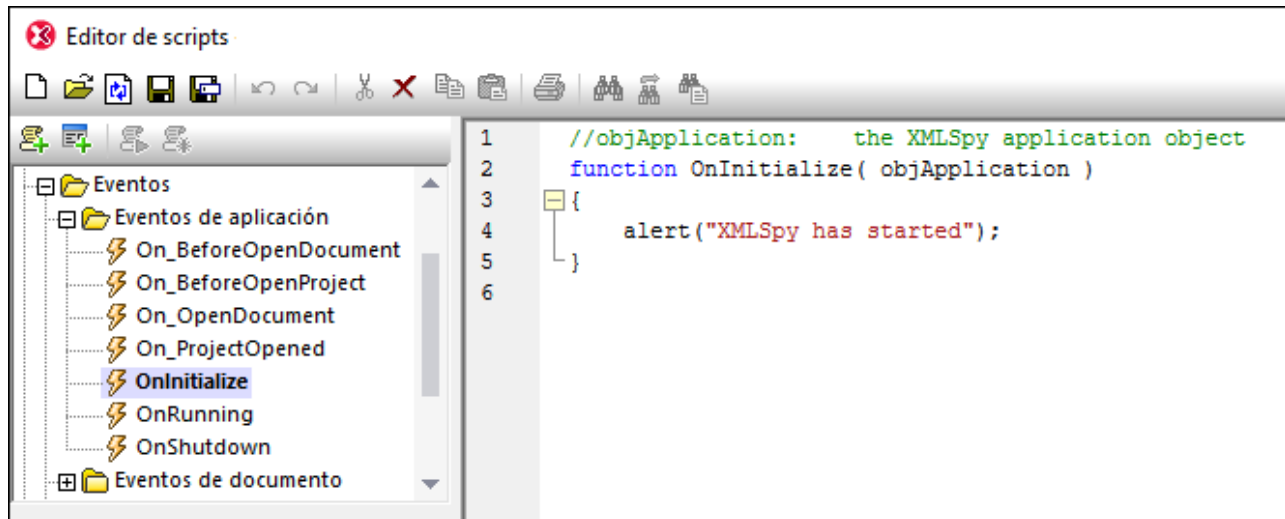 Editor de scripts
Eventos
Eventos de aplicación
On_BeforeOpenDocument
On_BeforeOpenProject
On_OpenDocument
On_ProjectOpened
OnInitialize
OnRunning
OnShutdown
Eventos de documento
1 //objApplication: the XMLSpy application object
2 function OnInitialize( objApplication )
3 {
4 alert("XMLSpy has started");
5 }
6